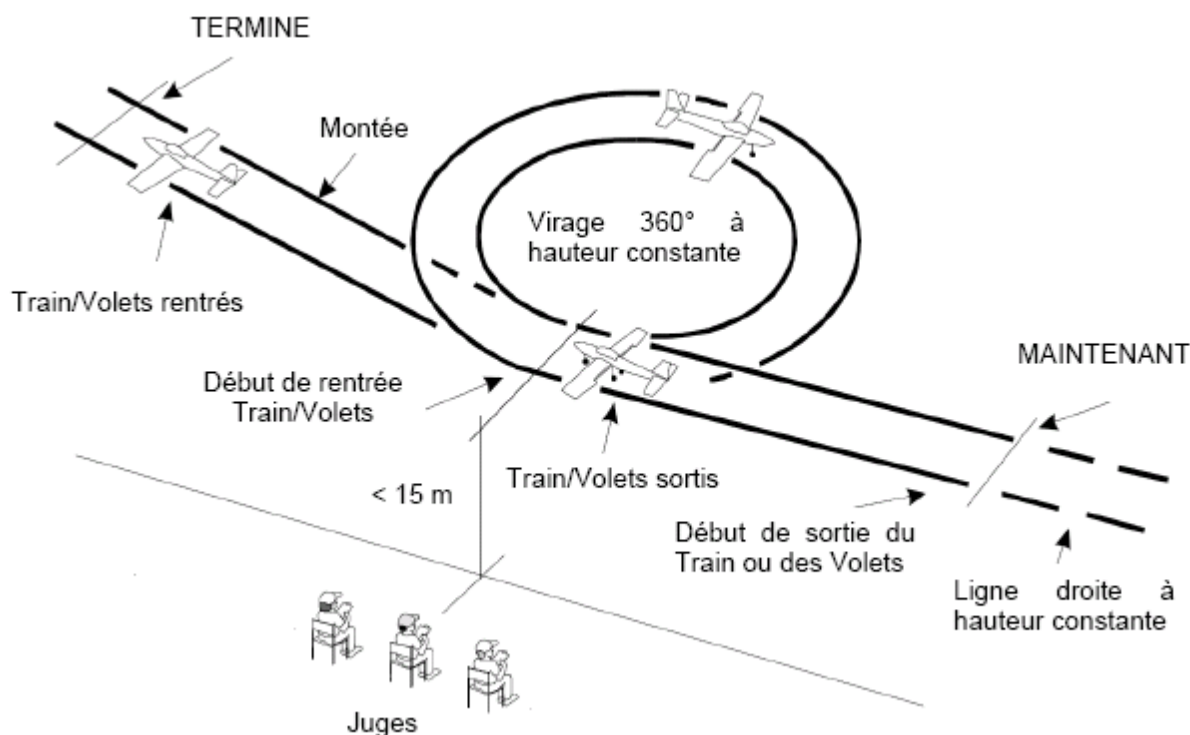 TERMINE
Montée
Virage 360° à
hauteur constante
Train/Volets rentrés
MAINTENANT
Début de rentrée
Train/Volets
Train/Volets sortis
< 15 m
Début de sortie du
Train ou des Volets
Ligne droite à
hauteur constante
Juges